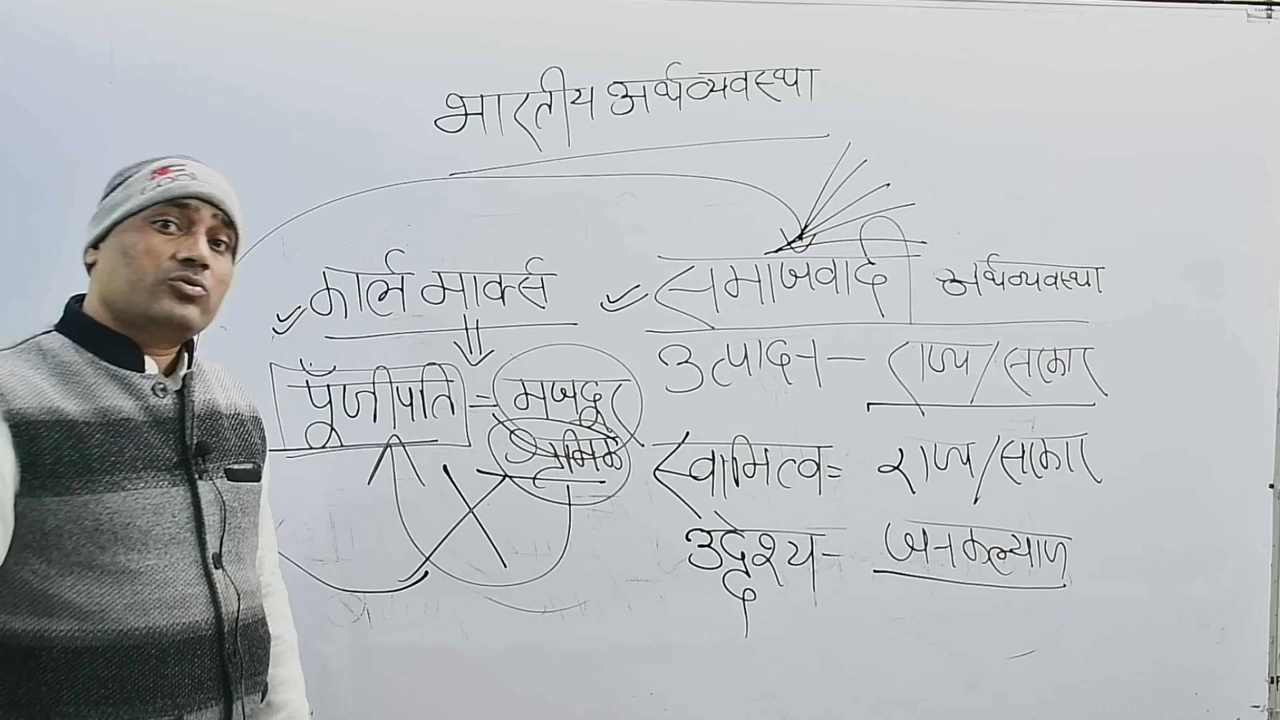 भारतीय अर्थव्यवस्था
कार्ल मार्क्स
पूँजीपति = मजदूर
श्रमिक
समाजवादी अर्थव्यवस्था
उत्पादन - राज्य/सरकार
स्वामित्व = राज्य/सरकार
उद्देश्य - जनकल्याण